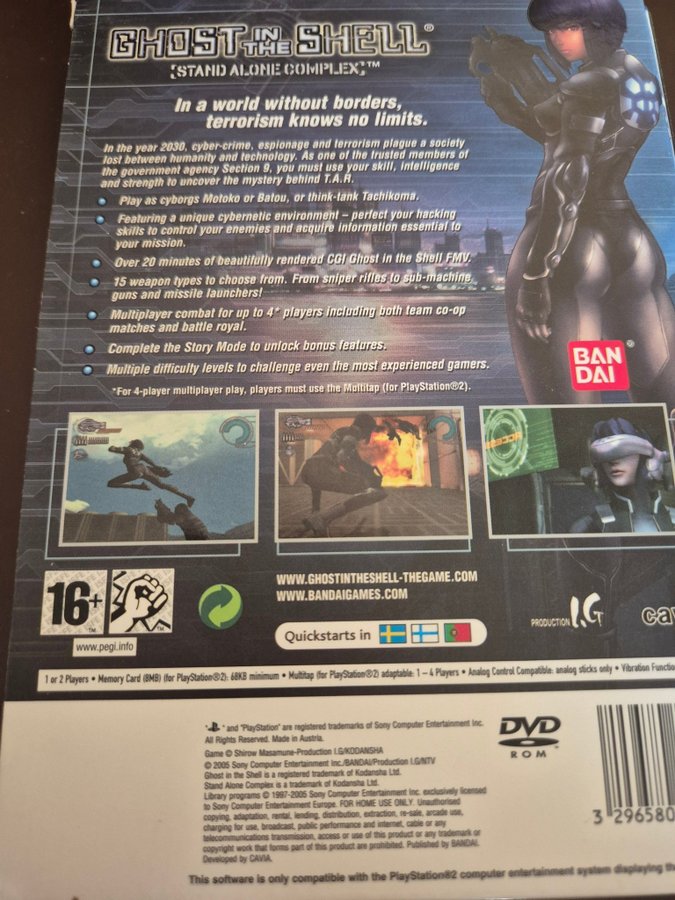 GHOST IN THE SHELL®
[STAND ALONE COMPLEX]™
In a world without borders,
terrorism knows no limits.
In the year 2030, cyber-crime, espionage and terrorism plague a society
lost between humanity and technology. As one of the trusted members of
the government agency Section 9, you must use your skill, intelligence
and strength to uncover the mystery behind T.A.R.
• Play as cyborgs Motoko or Batou, or think-tank Tachikoma.
• Featuring a unique cybernetic environment – perfect your hacking
skills to control your enemies and acquire information essential to
your mission.
• Over 20 minutes of beautifully rendered CGI Ghost in the Shell FMV.
• 15 weapon types to choose from. From sniper rifles to sub-machine
guns and missile launchers!
• Multiplayer combat for up to 4* players including both team co-op
matches and battle royal.
• Complete the Story Mode to unlock bonus features.
• Multiple difficulty levels to challenge even the most experienced gamers.
*For 4-player multiplayer play, players must use the Multitap (for PlayStation®2).
BAN
DAI
®
ACCESS
16+
™
™
www.pegi.info
WWW.GHOSTINTHESHELL-THEGAME.COM
WWW.BANDAIGAMES.COM
Quickstarts in
PRODUCTION I.G
cav
1 or 2 Players • Memory Card (8MB) (for PlayStation®2): 68KB minimum • Multitap (for PlayStation®2) adaptable: 1 – 4 Players • Analog Control Compatible: analog sticks only • Vibration Functio
" " and "PlayStation" are registered trademarks of Sony Computer Entertainment Inc.
All Rights Reserved. Made in Austria.
Game © Shirow Masamune-Production I.G/KODANSHA
© 2005 Sony Computer Entertainment Inc./BANDAI/Production I.G/NTV
Ghost in the Shell is a registered trademark of Kodansha Ltd.
Stand Alone Complex is a trademark of Kodansha Ltd.
Library programs © 1997-2005 Sony Computer Entertainment Inc. exclusively licensed
to Sony Computer Entertainment Europe. FOR HOME USE ONLY. Unauthorised
copying, adaptation, rental, lending, distribution, extraction, re-sale, arcade use,
charging for use, broadcast, public performance and internet, cable or any
telecommunications transmission, access or use of this product or any trademark or
copyright work that forms part of this product are prohibited. Published by BANDAI.
Developed by CAVIA.
DVD
ROM
3 296580
This software is only compatible with the PlayStation®2 computer entertainment system displaying th